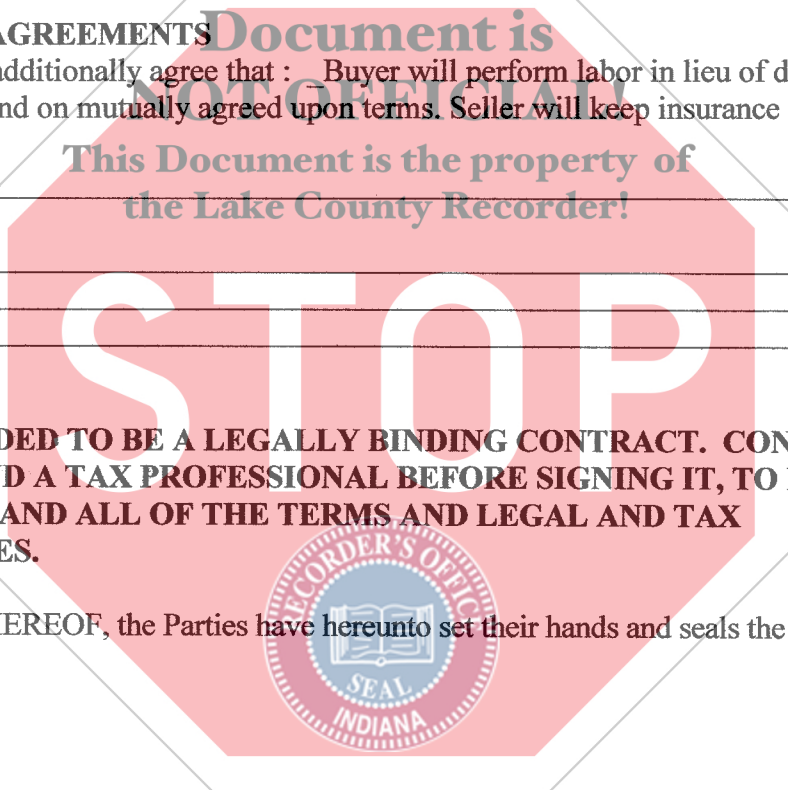 AGREEMENTS
Document is
additionally agree that : _Buyer will perform labor in lieu of d
NOT OFFICIAL!
nd on mutually agreed upon terms. Seller will keep insurance
This Document is the property of
the Lake County Recorder!
STOP
DED TO BE A LEGALLY BINDING CONTRACT. CON
ND A TAX PROFESSIONAL BEFORE SIGNING IT, TO
AND ALL OF THE TERMS AND LEGAL AND TAX
ES.
RECORDER'S OFFICE
EREOF, the Parties have hereunto set their hands and seals the
SEAL
INDIANA